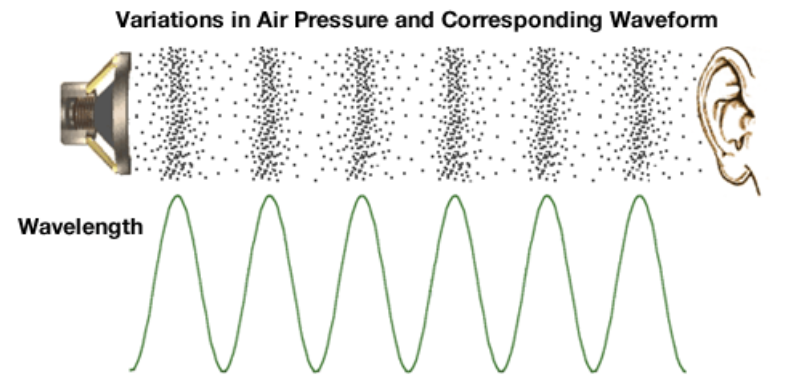 Variations in Air Pressure and Corresponding Waveform
Wavelength